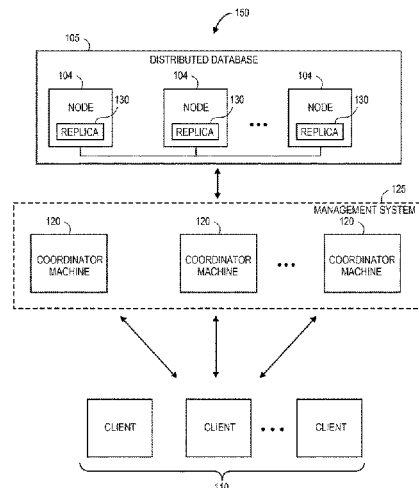 150
105
DISTRIBUTED DATABASE
104 104 104
NODE NODE NODE
130 130 130
REPLICA REPLICA REPLICA
125
MANAGEMENT SYSTEM
120 120 120
COORDINATOR MACHINE COORDINATOR MACHINE COORDINATOR MACHINE
CLIENT CLIENT CLIENT
110